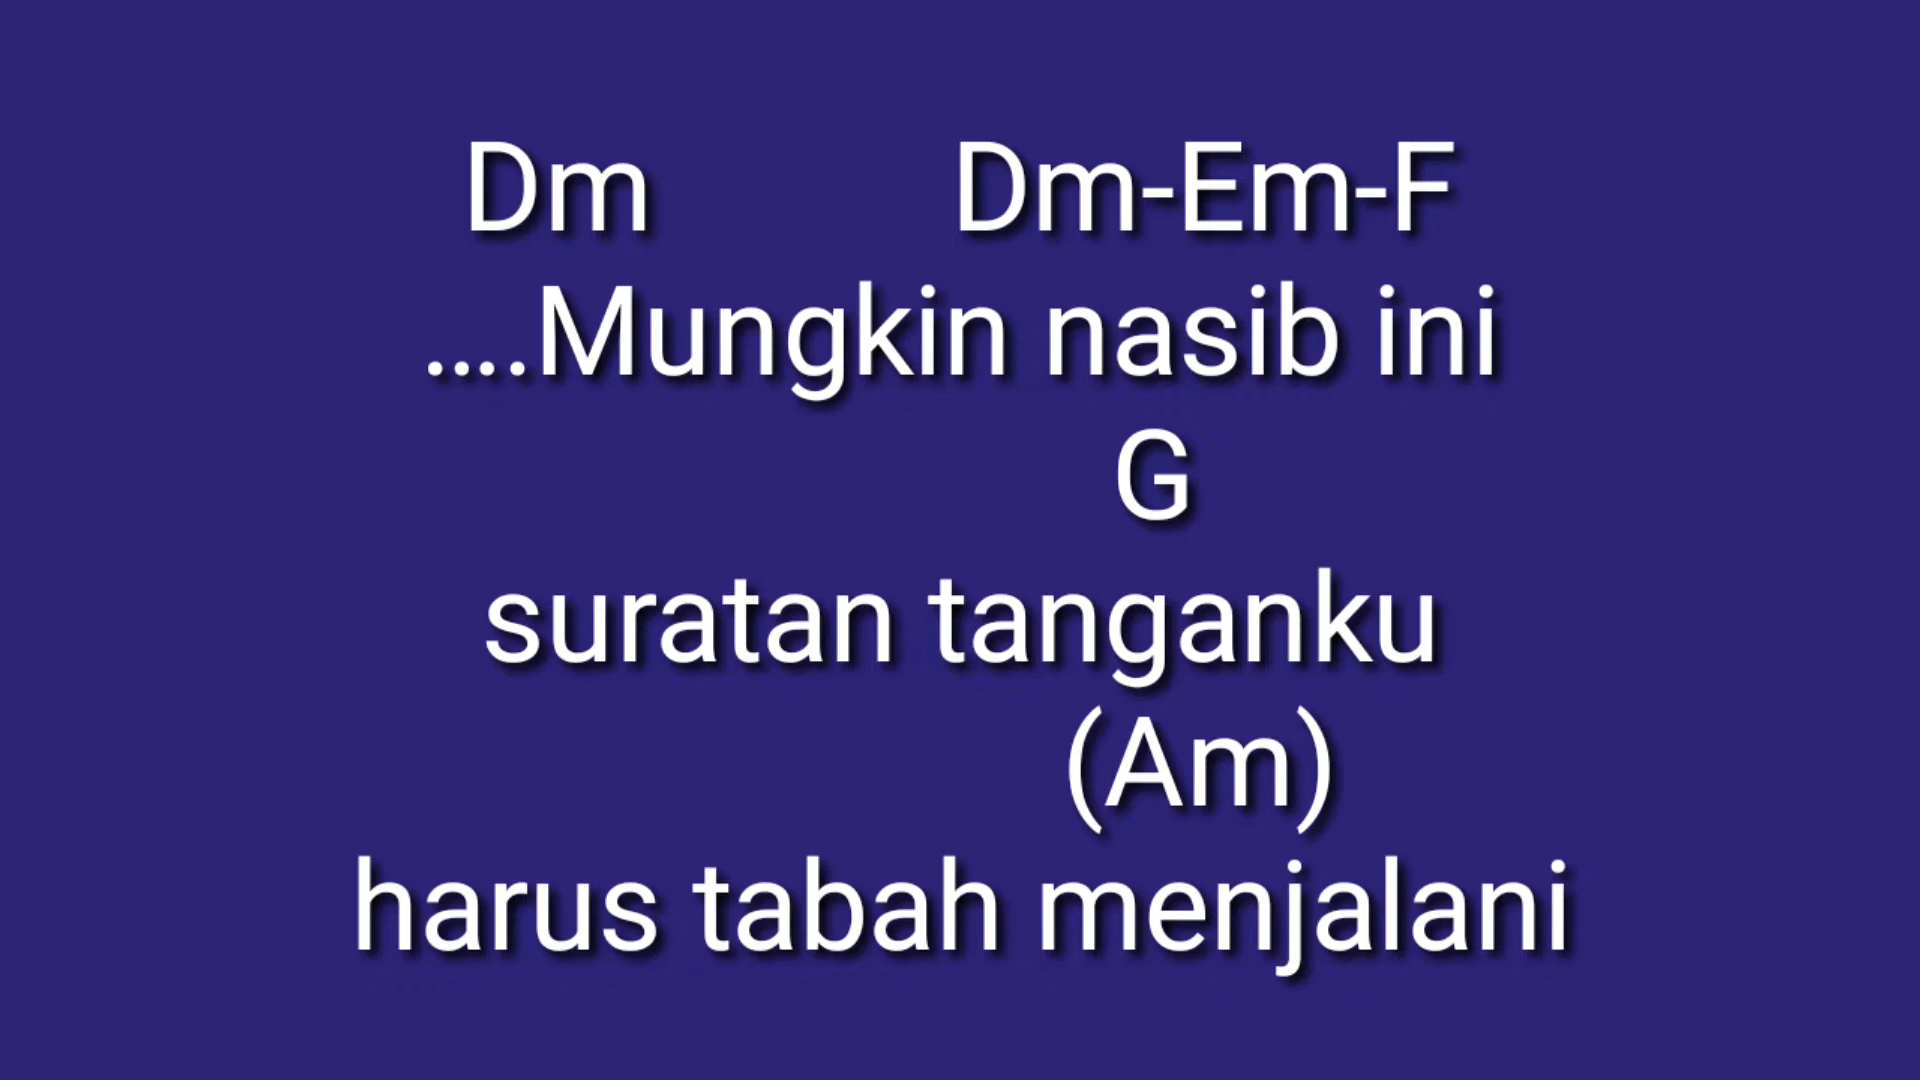 Dm Dm-Em-F
....Mungkin nasib ini
G
suratan tanganku
(Am)
harus tabah menjalani